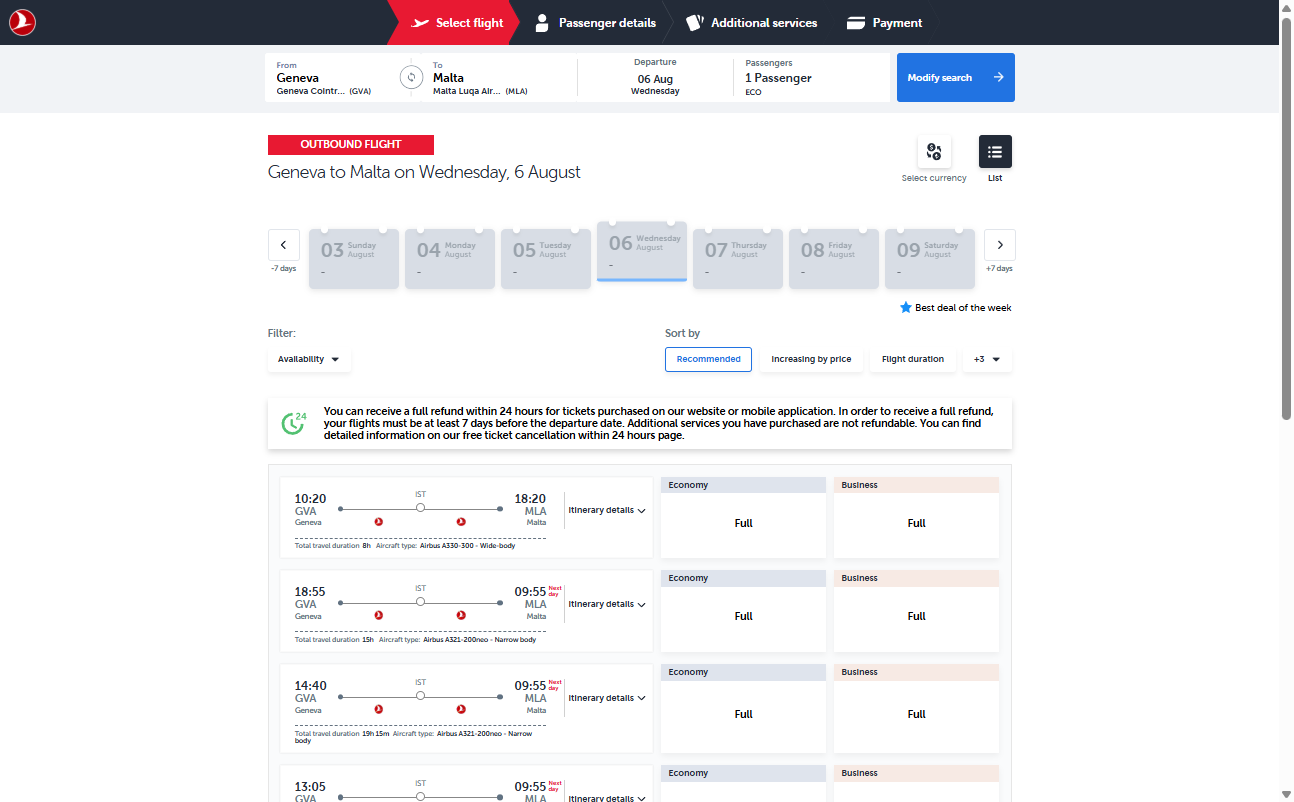 Select flight
Passenger details
Additional services
Payment
From
Geneva
Geneva Cointr... (GVA)
To
Malta
Malta Luqa Air... (MLA)
Departure
06 Aug
Wednesday
Passengers
1 Passenger
ECO
Modify search
OUTBOUND FLIGHT
Geneva to Malta on Wednesday, 6 August
Select currency
List
-7 days
03 Sunday August
-
04 Monday August
-
05 Tuesday August
-
06 Wednesday August
-
07 Thursday August
-
08 Friday August
-
09 Saturday August
-
+7 days
Best deal of the week
Filter:
Availability
Sort by
Recommended
Increasing by price
Flight duration
+3
24
You can receive a full refund within 24 hours for tickets purchased on our website or mobile application. In order to receive a full refund,
your flights must be at least 7 days before the departure date. Additional services you have purchased are not refundable. You can find
detailed information on our free ticket cancellation within 24 hours page.
10:20
GVA
Geneva
IST
18:20
MLA
Malta
Itinerary details
Total travel duration 8h Aircraft type: Airbus A330-300 - Wide-body
Economy
Full
Business
Full
18:55
GVA
Geneva
IST
09:55 Next day
MLA
Malta
Itinerary details
Total travel duration 15h Aircraft type: Airbus A321-200neo - Narrow body
Economy
Full
Business
Full
14:40
GVA
Geneva
IST
09:55 Next day
MLA
Malta
Itinerary details
Total travel duration 19h 15m Aircraft type: Airbus A321-200neo - Narrow
body
Economy
Full
Business
Full
13:05
GVA
IST
09:55 Next day
MLA
Itinerary details
Economy
Business